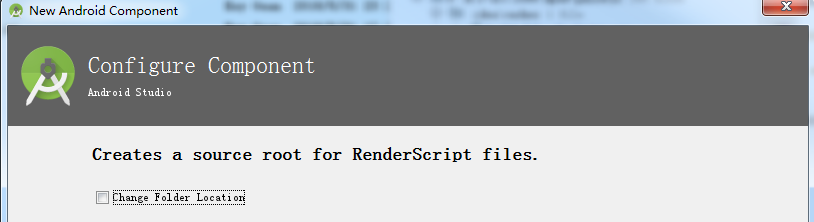 New Android Component
Configure Component
Android Studio
Creates a source root for RenderScript files.
Change Folder Location